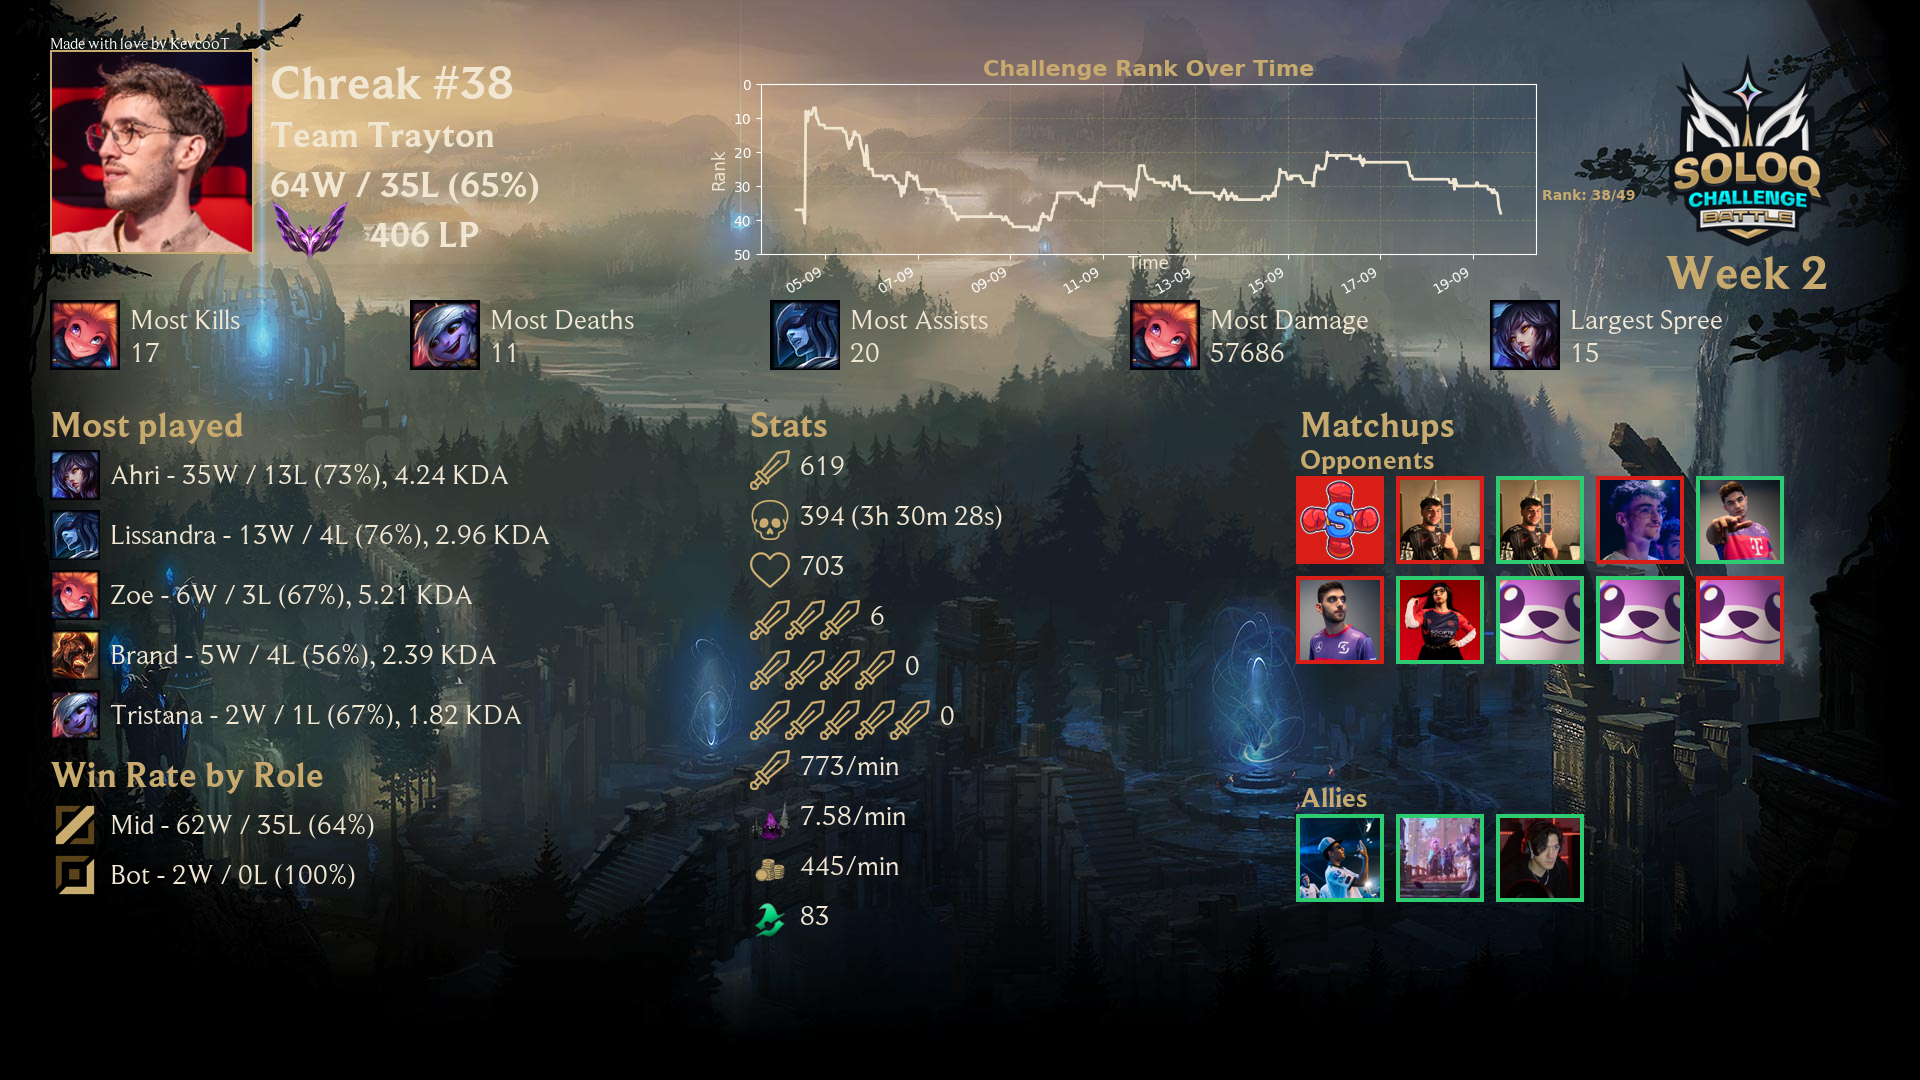 Made with love by KevcooT
Chreak #38
Team Trayton
64W / 35L (65%)
406 LP
Challenge Rank Over Time
0
10
20
30
40
50
Rank
05-09
07-09
09-09
11-09
13-09
15-09
17-09
19-09
Time
Rank: 38/49
SOLOQ
CHALLENGE
BATTLE
Week 2
Most Kills
17
Most Deaths
11
Most Assists
20
Most Damage
57686
Largest Spree
15
Most played
Ahri - 35W / 13L (73%), 4.24 KDA
Lissandra - 13W / 4L (76%), 2.96 KDA
Zoe - 6W / 3L (67%), 5.21 KDA
Brand - 5W / 4L (56%), 2.39 KDA
Tristana - 2W / 1L (67%), 1.82 KDA
Win Rate by Role
Mid - 62W / 35L (64%)
Bot - 2W / 0L (100%)
Stats
619
394 (3h 30m 28s)
703
6
0
0
773/min
7.58/min
445/min
83
Matchups
Opponents
S
Allies